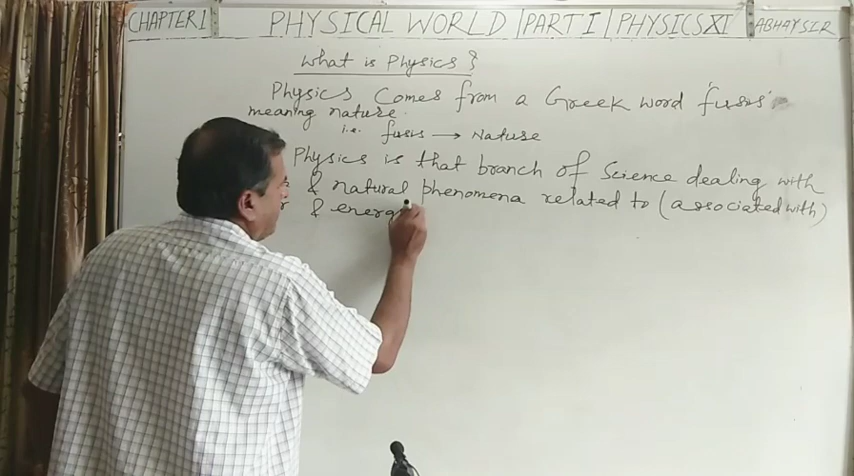 CHAPTER 1 PHYSICAL WORLD | PART I | PHYSICS XI ABHAY SIR
What is Physics }
Physics comes from a Greek word 'fusis'
meaning nature.
i.e. fusis → Nature
Physics is that branch of Science dealing with
& natural phenomena related to (associated with)
& energ